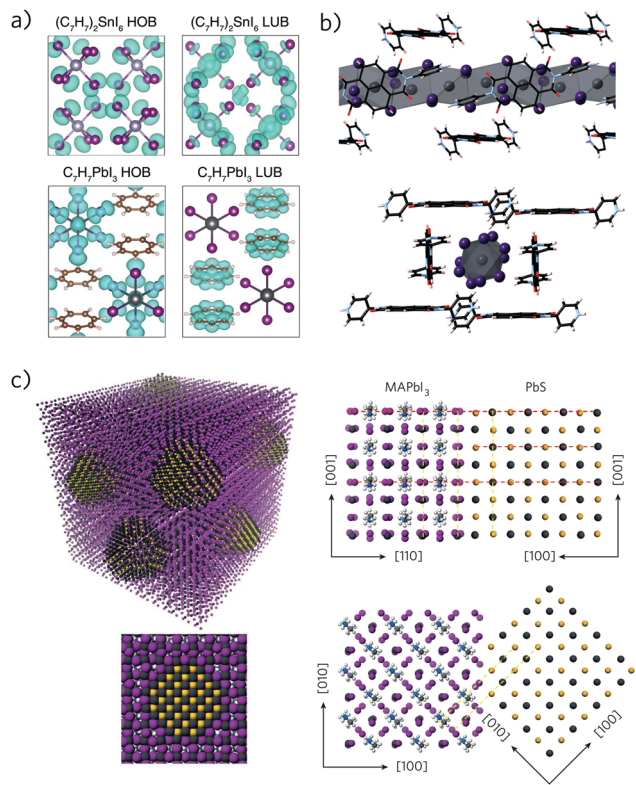 a)
(C₇H₇)₂SnI₆ HOB
(C₇H₇)₂SnI₆ LUB
C₇H₇PbI₃ HOB
C₇H₇PbI₃ LUB
b)
c)
MAPbI₃
PbS
[001]
[110]
[100]
[001]
[010]
[100]
[010]
[100]